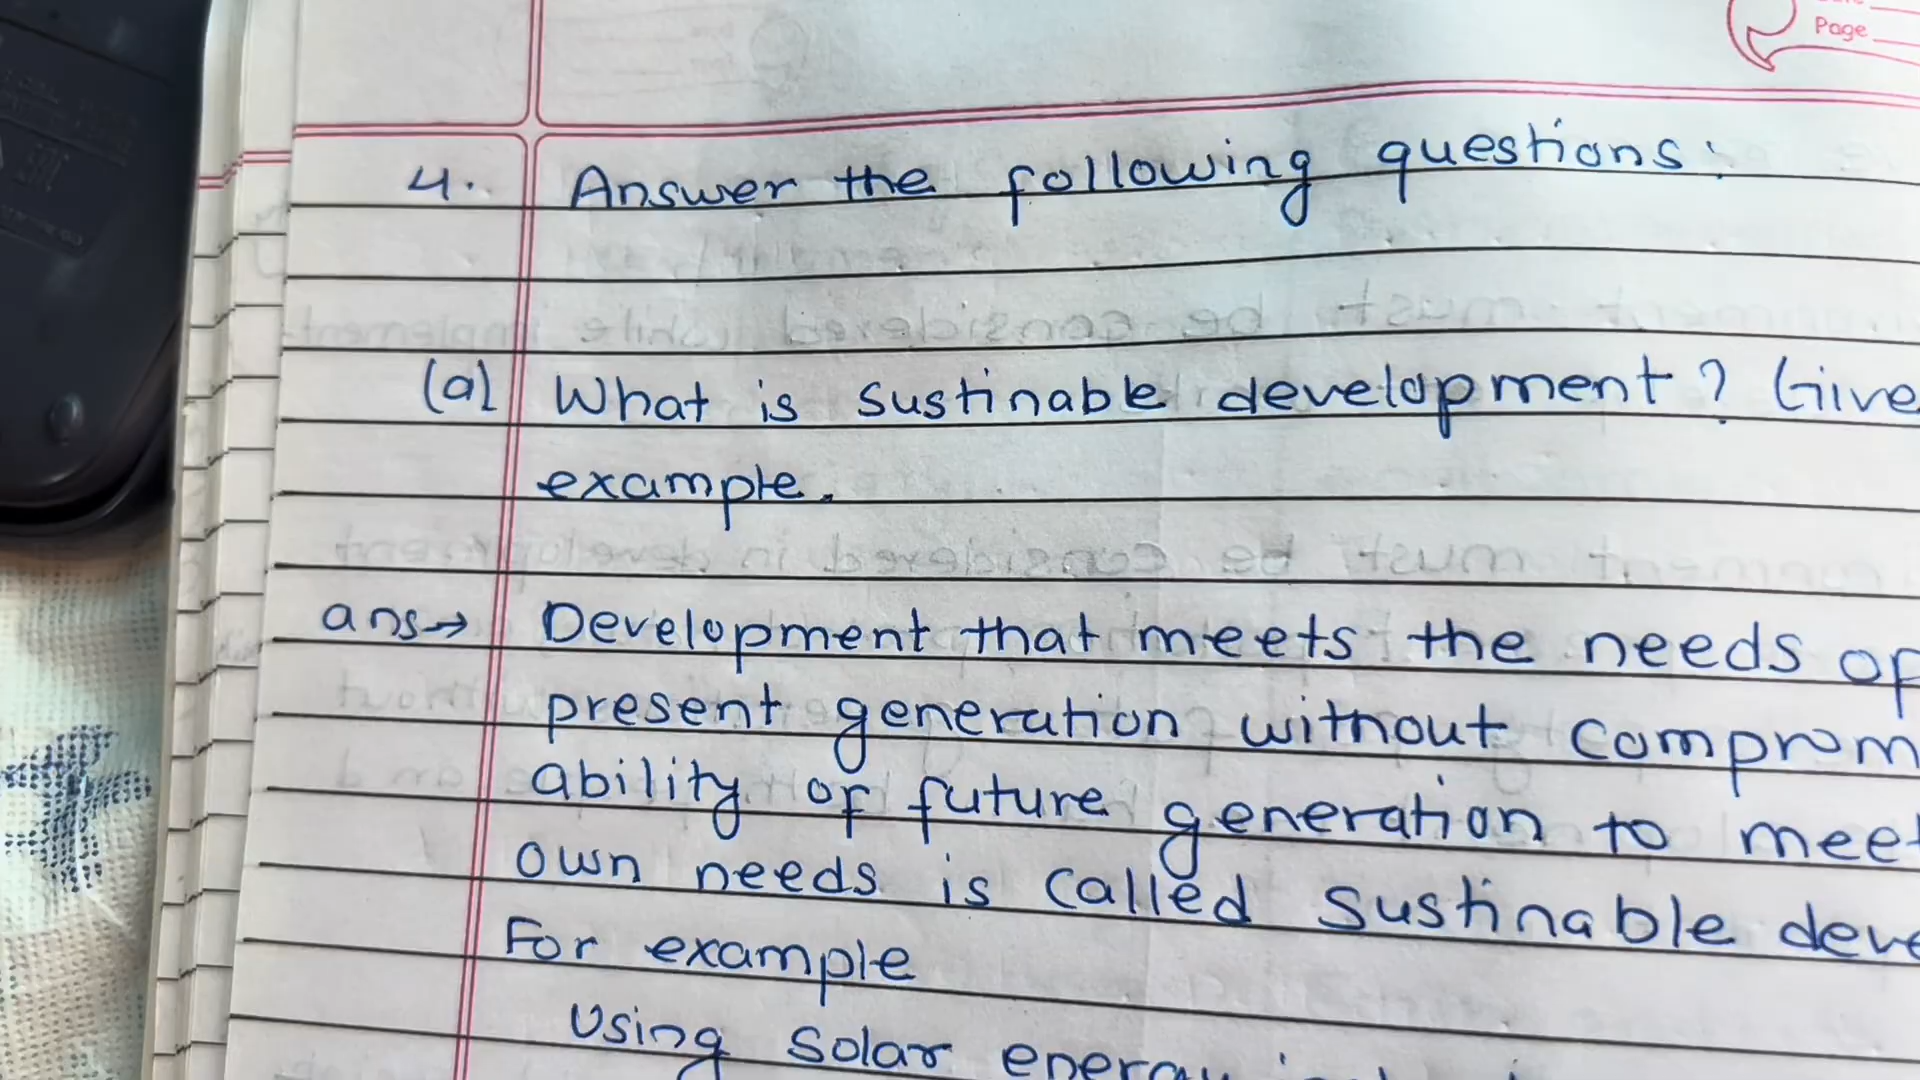 Page
4. Answer the following questions:
(a) What is sustinable development? Give
example.
ans→ Development that meets the needs of
present generation without comprom
ability of future generation to meet
own needs is called sustinable deve
For example
Using solar energy